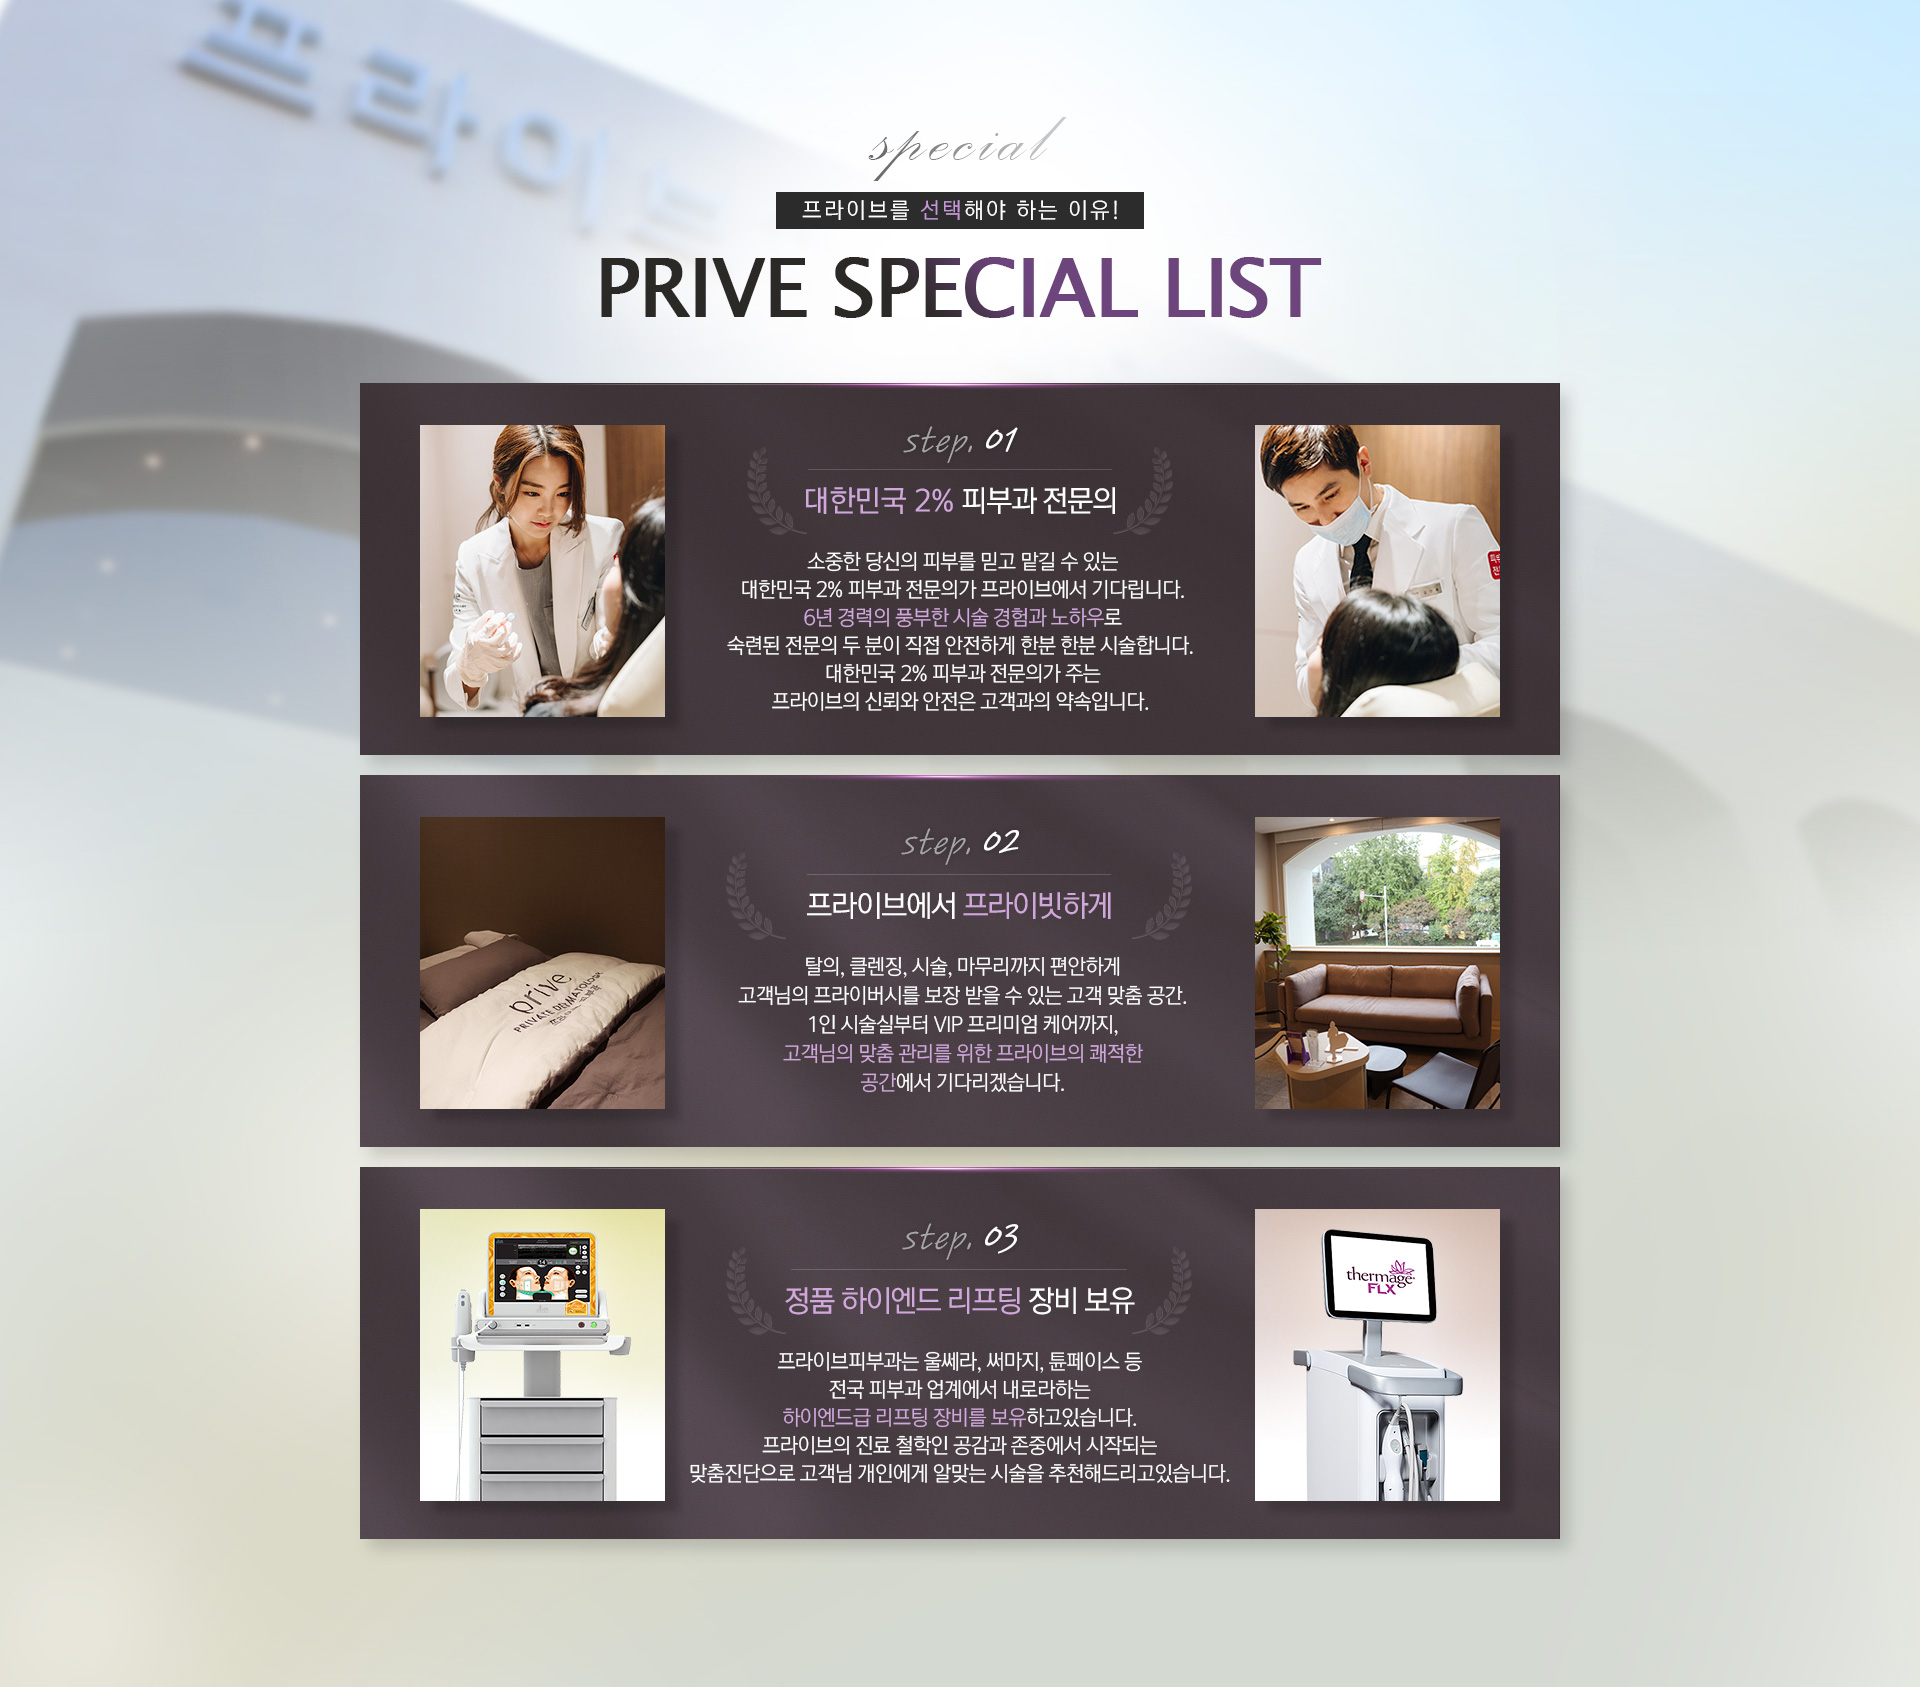 프라이브
special
프라이브를 선택해야 하는 이유!
PRIVE SPECIAL LIST
step. 01
대한민국 2% 피부과 전문의
소중한 당신의 피부를 믿고 맡길 수 있는
대한민국 2% 피부과 전문의가 프라이브에서 기다립니다.
6년 경력의 풍부한 시술 경험과 노하우로
숙련된 전문의 두 분이 직접 안전하게 한분 한분 시술합니다.
대한민국 2% 피부과 전문의가 주는
프라이브의 신뢰와 안전은 고객과의 약속입니다.
step. 02
프라이브에서 프라이빗하게
탈의, 클렌징, 시술, 마무리까지 편안하게
고객님의 프라이버시를 보장 받을 수 있는 고객 맞춤 공간.
1인 시술실부터 VIP 프리미엄 케어까지,
고객님의 맞춤 관리를 위한 프라이브의 쾌적한
공간에서 기다리겠습니다.
prive
PRIVATE DERMATOLOGIC
step. 03
정품 하이엔드 리프팅 장비 보유
프라이브피부과는 울쎄라, 써마지, 튠페이스 등
전국 피부과 업계에서 내로라하는
하이엔드급 리프팅 장비를 보유하고있습니다.
프라이브의 진료 철학인 공감과 존중에서 시작되는
맞춤진단으로 고객님 개인에게 알맞는 시술을 추천해드리고있습니다.
thermage
FLX